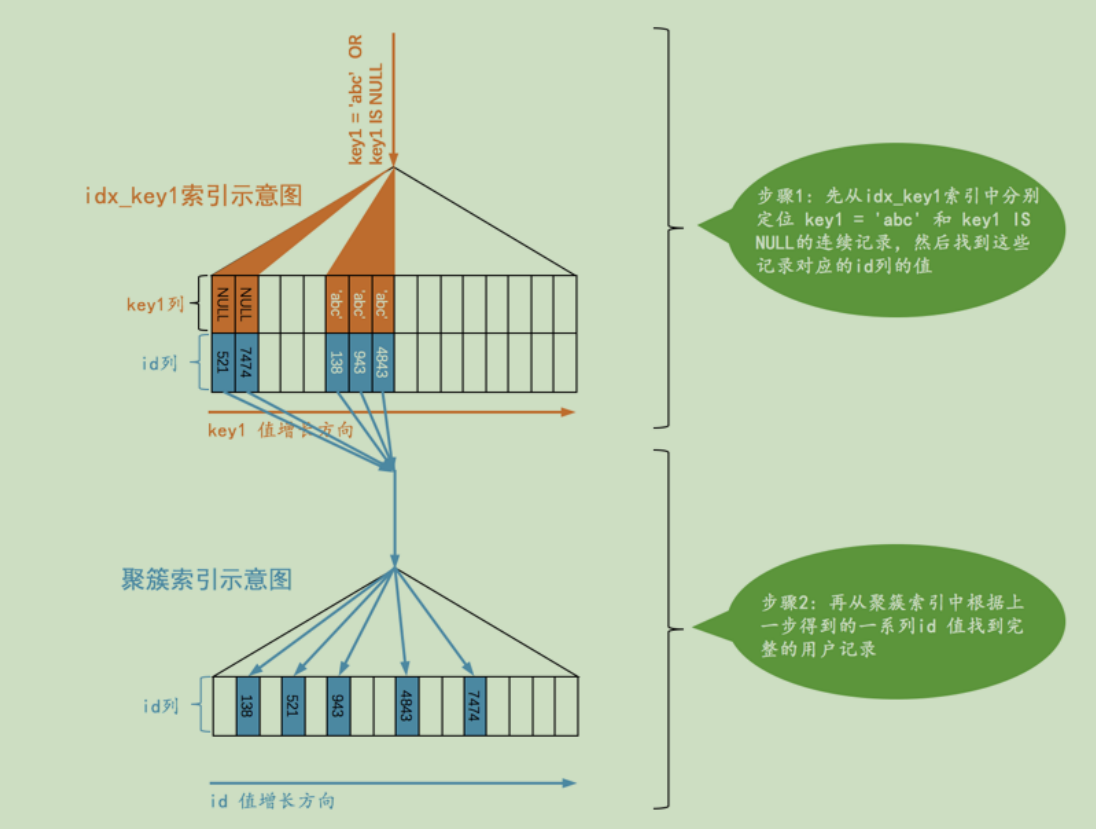 key1 = 'abc' OR
key1 IS NULL
idx_key1索引示意图
步骤1: 先从idx_key1索引中分别
定位 key1 = 'abc' 和 key1 IS
NULL的连续记录, 然后找到这些
记录对应的id列的值
key1列
NULL
NULL
'abc'
'abc'
'abc'
id列
521
7474
138
943
4843
key1 值增长方向
聚簇索引示意图
步骤2: 再从聚簇索引中根据上
一步得到的一系列id 值找到完
整的用户记录
id列
138
521
943
4843
7474
id 值增长方向